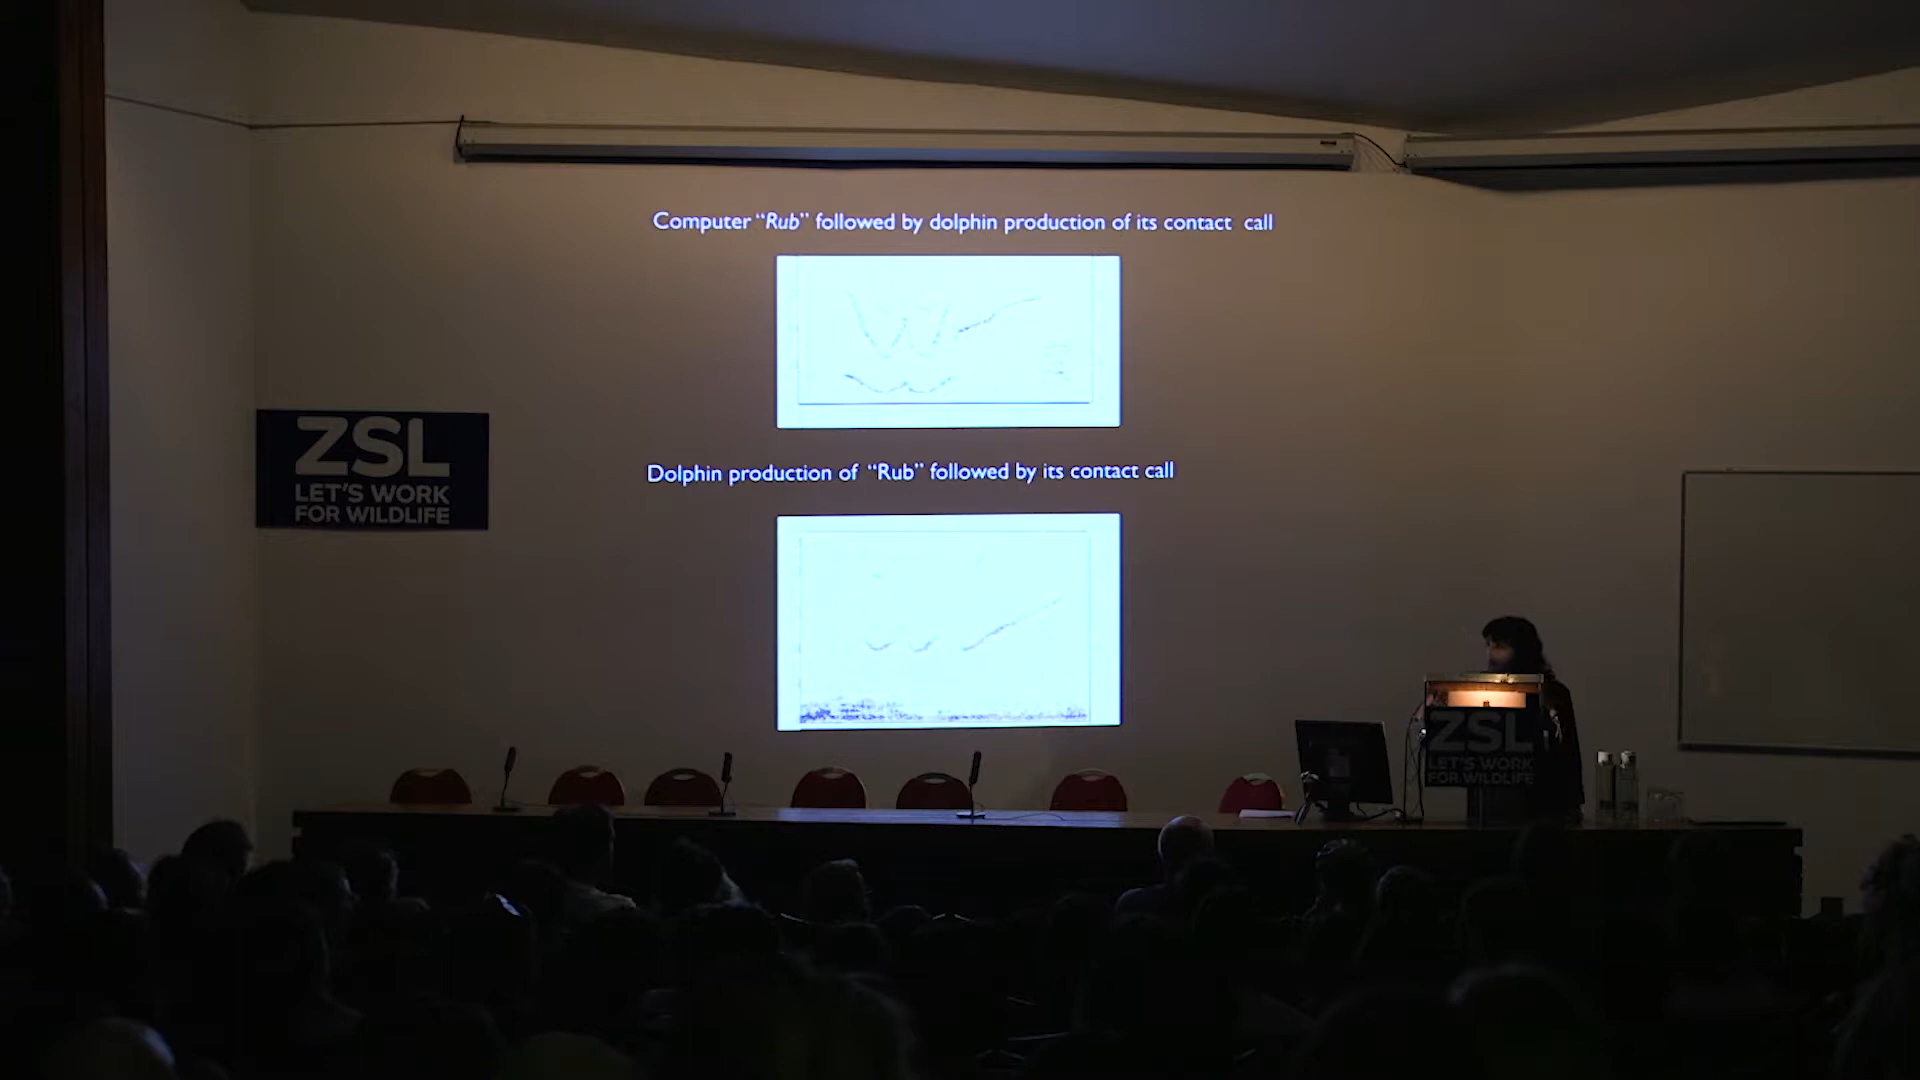 Computer “Rub” followed by dolphin production of its contact call
ZSL
LET'S WORK
FOR WILDLIFE
Dolphin production of “Rub” followed by its contact call
ZSL
LET'S WORK
FOR WILDLIFE